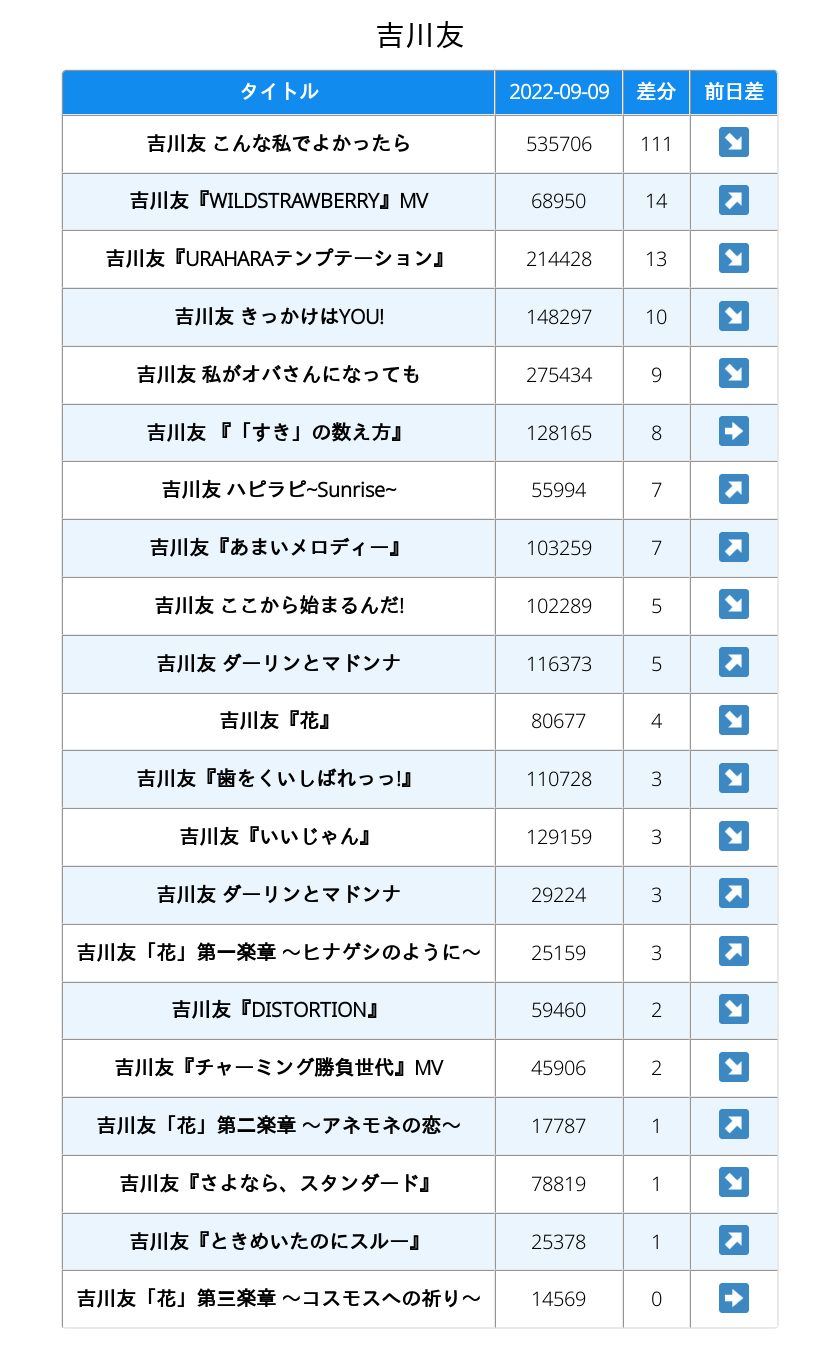 吉川友
タイトル 2022-09-09 差分 前日差
吉川友 こんな私でよかったら 535706 111 ↘
吉川友『WILDSTRAWBERRY』MV 68950 14 ↗
吉川友『URAHARAテンプテーション』 214428 13 ↘
吉川友 きっかけはYOU! 148297 10 ↘
吉川友 私がオバさんになっても 275434 9 ↘
吉川友 『「すき」の数え方』 128165 8 ➡
吉川友 ハピラピ~Sunrise~ 55994 7 ↗
吉川友『あまいメロディー』 103259 7 ↗
吉川友 ここから始まるんだ! 102289 5 ↘
吉川友 ダーリンとマドンナ 116373 5 ↗
吉川友『花』 80677 4 ↘
吉川友『歯をくいしばれっっ!』 110728 3 ↘
吉川友『いいじゃん』 129159 3 ↘
吉川友 ダーリンとマドンナ 29224 3 ↗
吉川友「花」第一楽章 〜ヒナゲシのように〜 25159 3 ↗
吉川友『DISTORTION』 59460 2 ↘
吉川友『チャーミング勝負世代』MV 45906 2 ↘
吉川友「花」第二楽章 〜アネモネの恋〜 17787 1 ↗
吉川友『さよなら、スタンダード』 78819 1 ↘
吉川友『ときめいたのにスルー』 25378 1 ↗
吉川友「花」第三楽章 〜コスモスへの祈り〜 14569 0 ➡